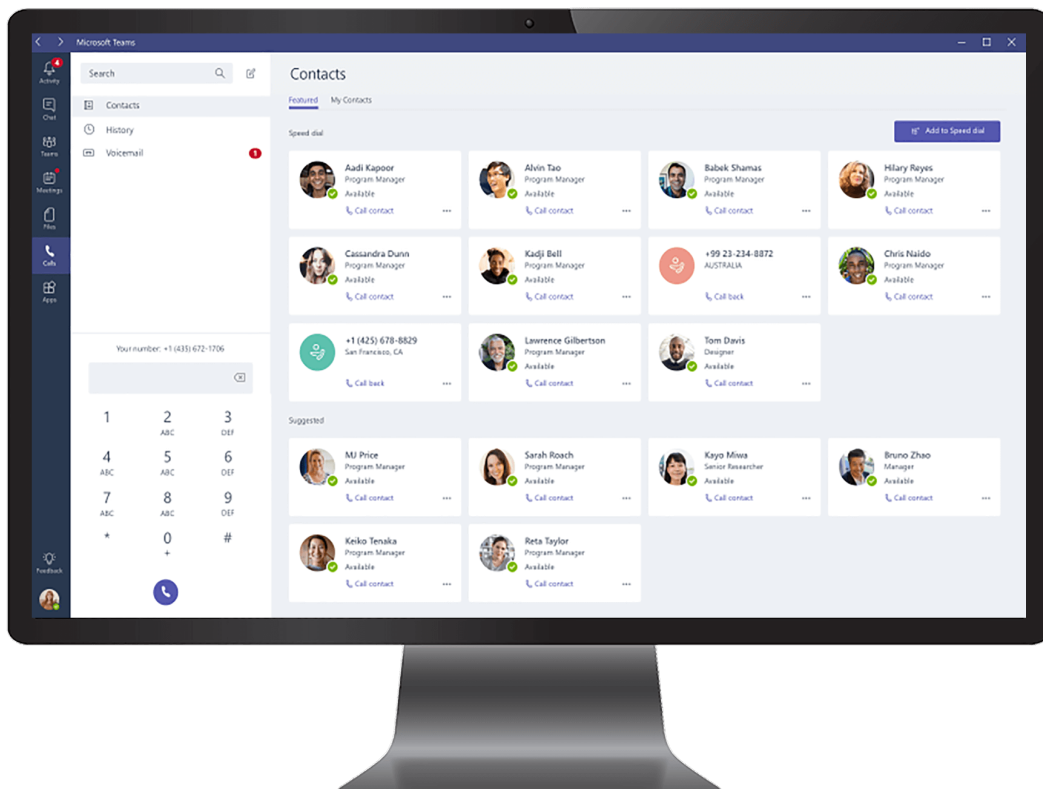 Microsoft Teams
4
Activity
Chat
Teams
Meetings
Files
Calls
Apps
Feedback
Search
Contacts
History
Voicemail
1
Your number: +1 (435) 672-1706
1
2
ABC
3
DEF
4
ABC
5
ABC
6
DEF
7
ABC
8
ABC
9
DEF
*
0
+
#
Contacts
Featured My Contacts
Speed dial
Add to Speed dial
Aadi Kapoor
Program Manager
Available
Call contact
Alvin Tao
Program Manager
Available
Call contact
Babek Shamas
Program Manager
Available
Call contact
Hilary Reyes
Program Manager
Available
Call contact
Cassandra Dunn
Program Manager
Available
Call contact
Kadji Bell
Program Manager
Available
Call contact
+99 23-234-8872
AUSTRALIA
Call back
Chris Naido
Program Manager
Available
Call contact
+1 (425) 678-8829
San Francisco, CA
Call back
Lawrence Gilbertson
Program Manager
Available
Call contact
Tom Davis
Designer
Available
Call contact
Suggested
MJ Price
Program Manager
Available
Call contact
Sarah Roach
Program Manager
Available
Call contact
Kayo Miwa
Senior Researcher
Available
Call contact
Bruno Zhao
Manager
Available
Call contact
Keiko Tenaka
Program Manager
Available
Call contact
Reta Taylor
Program Manager
Available
Call contact